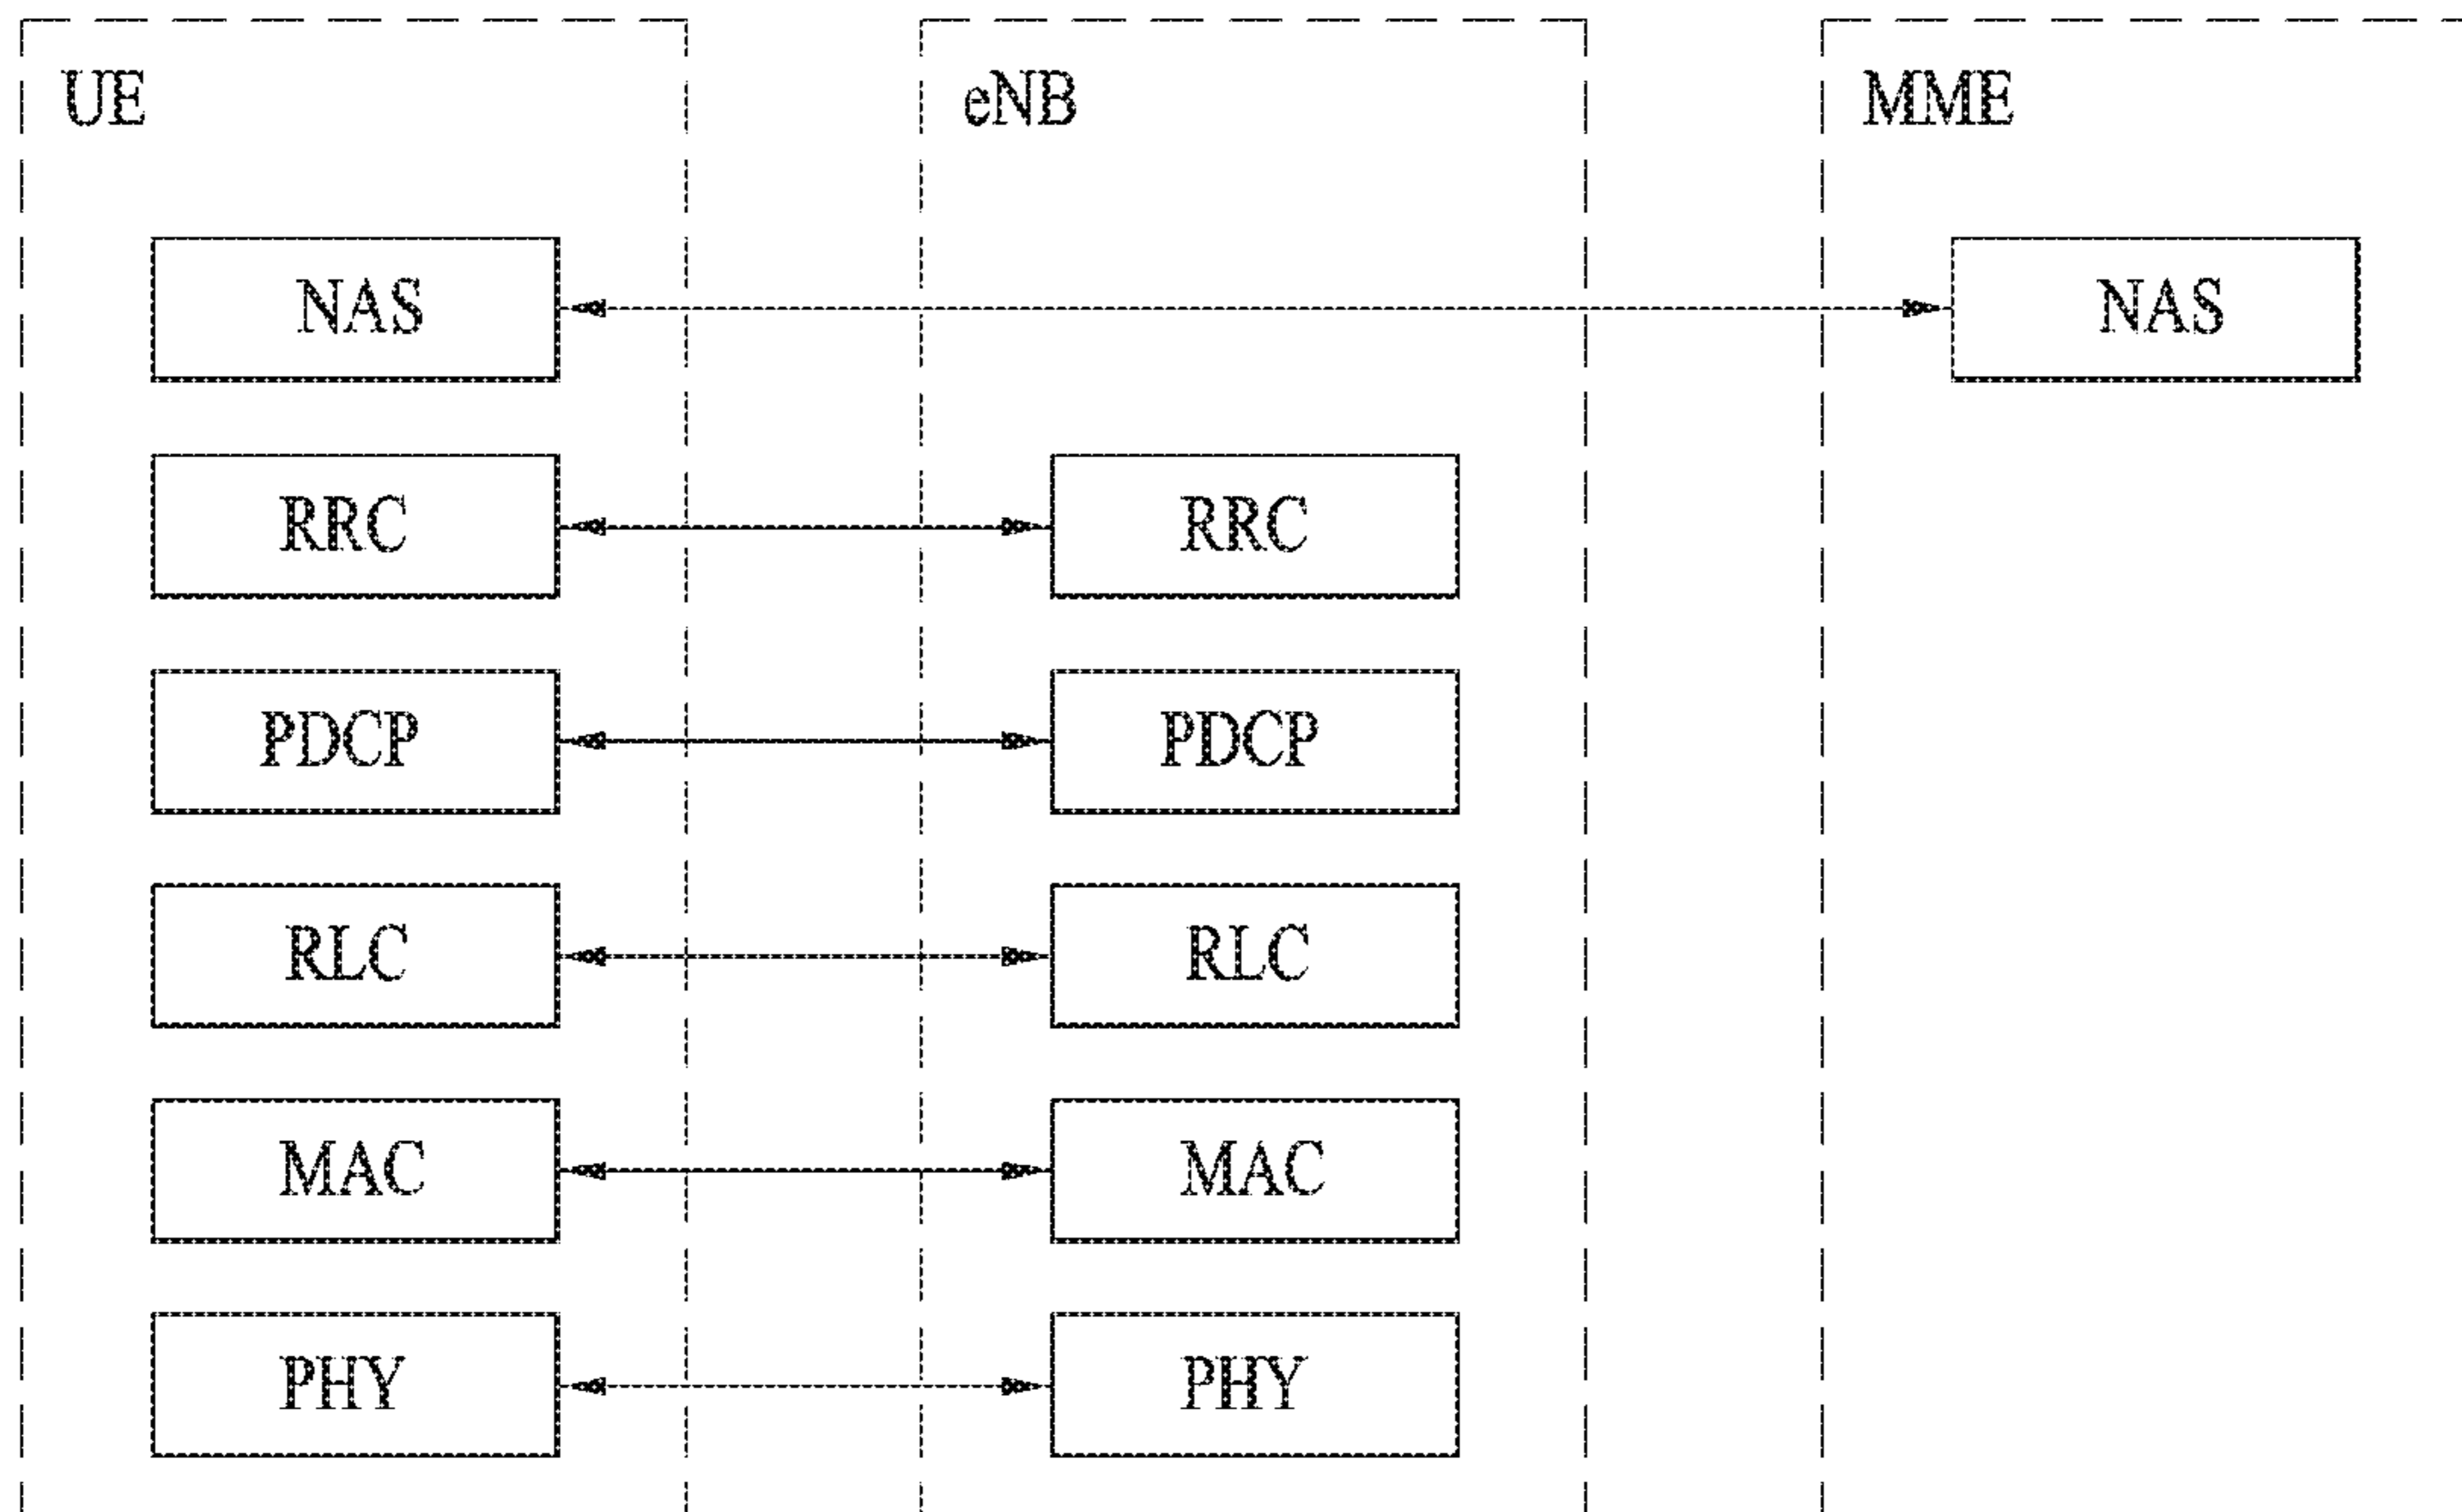 UE eNB MME
NAS NAS
RRC RRC
PDCP PDCP
RLC RLC
MAC MAC
PHY PHY